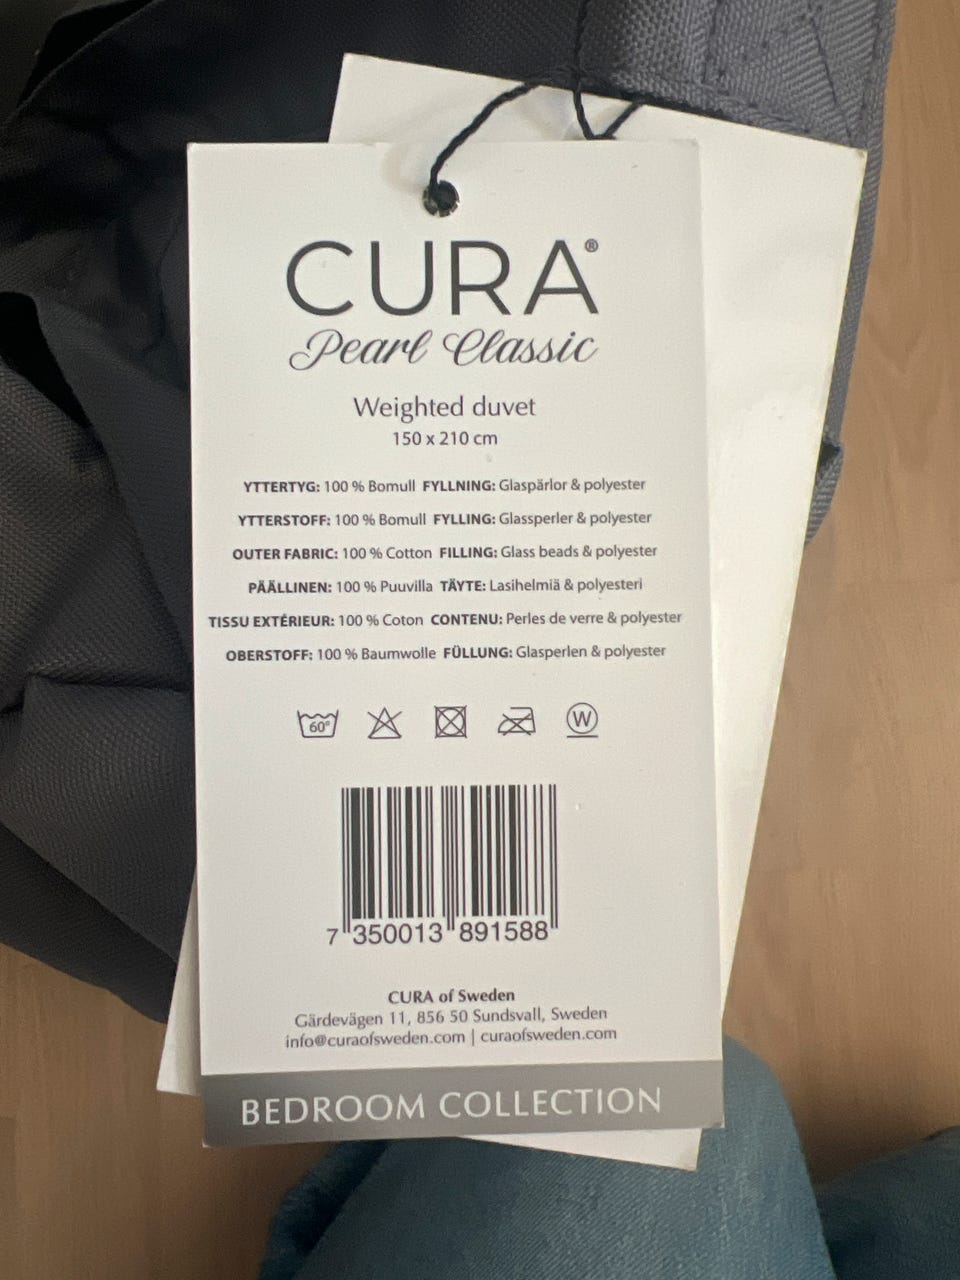 CURA®
Pearl Classic
Weighted duvet
150 x 210 cm
YTTERTYG: 100 % Bomull FYLLNING: Glaspärlor & polyester
YTTERSTOFF: 100 % Bomull FYLLING: Glassperler & polyester
OUTER FABRIC: 100 % Cotton FILLING: Glass beads & polyester
PÄÄLLINEN: 100 % Puuvilla TÄYTE: Lasihelmiä & polyesteri
TISSU EXTÉRIEUR: 100 % Coton CONTENU: Perles de verre & polyester
OBERSTOFF: 100 % Baumwolle FÜLLUNG: Glasperlen & polyester
60° W
7 350013 891588
CURA of Sweden
Gärdevägen 11, 856 50 Sundsvall, Sweden
info@curaofsweden.com | curaofsweden.com
BEDROOM COLLECTION